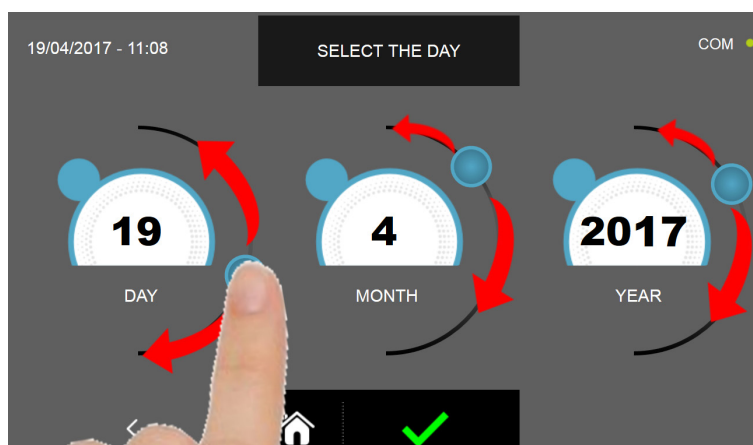 19/04/2017 - 11:08
SELECT THE DAY
COM
19
4
2017
DAY
MONTH
YEAR